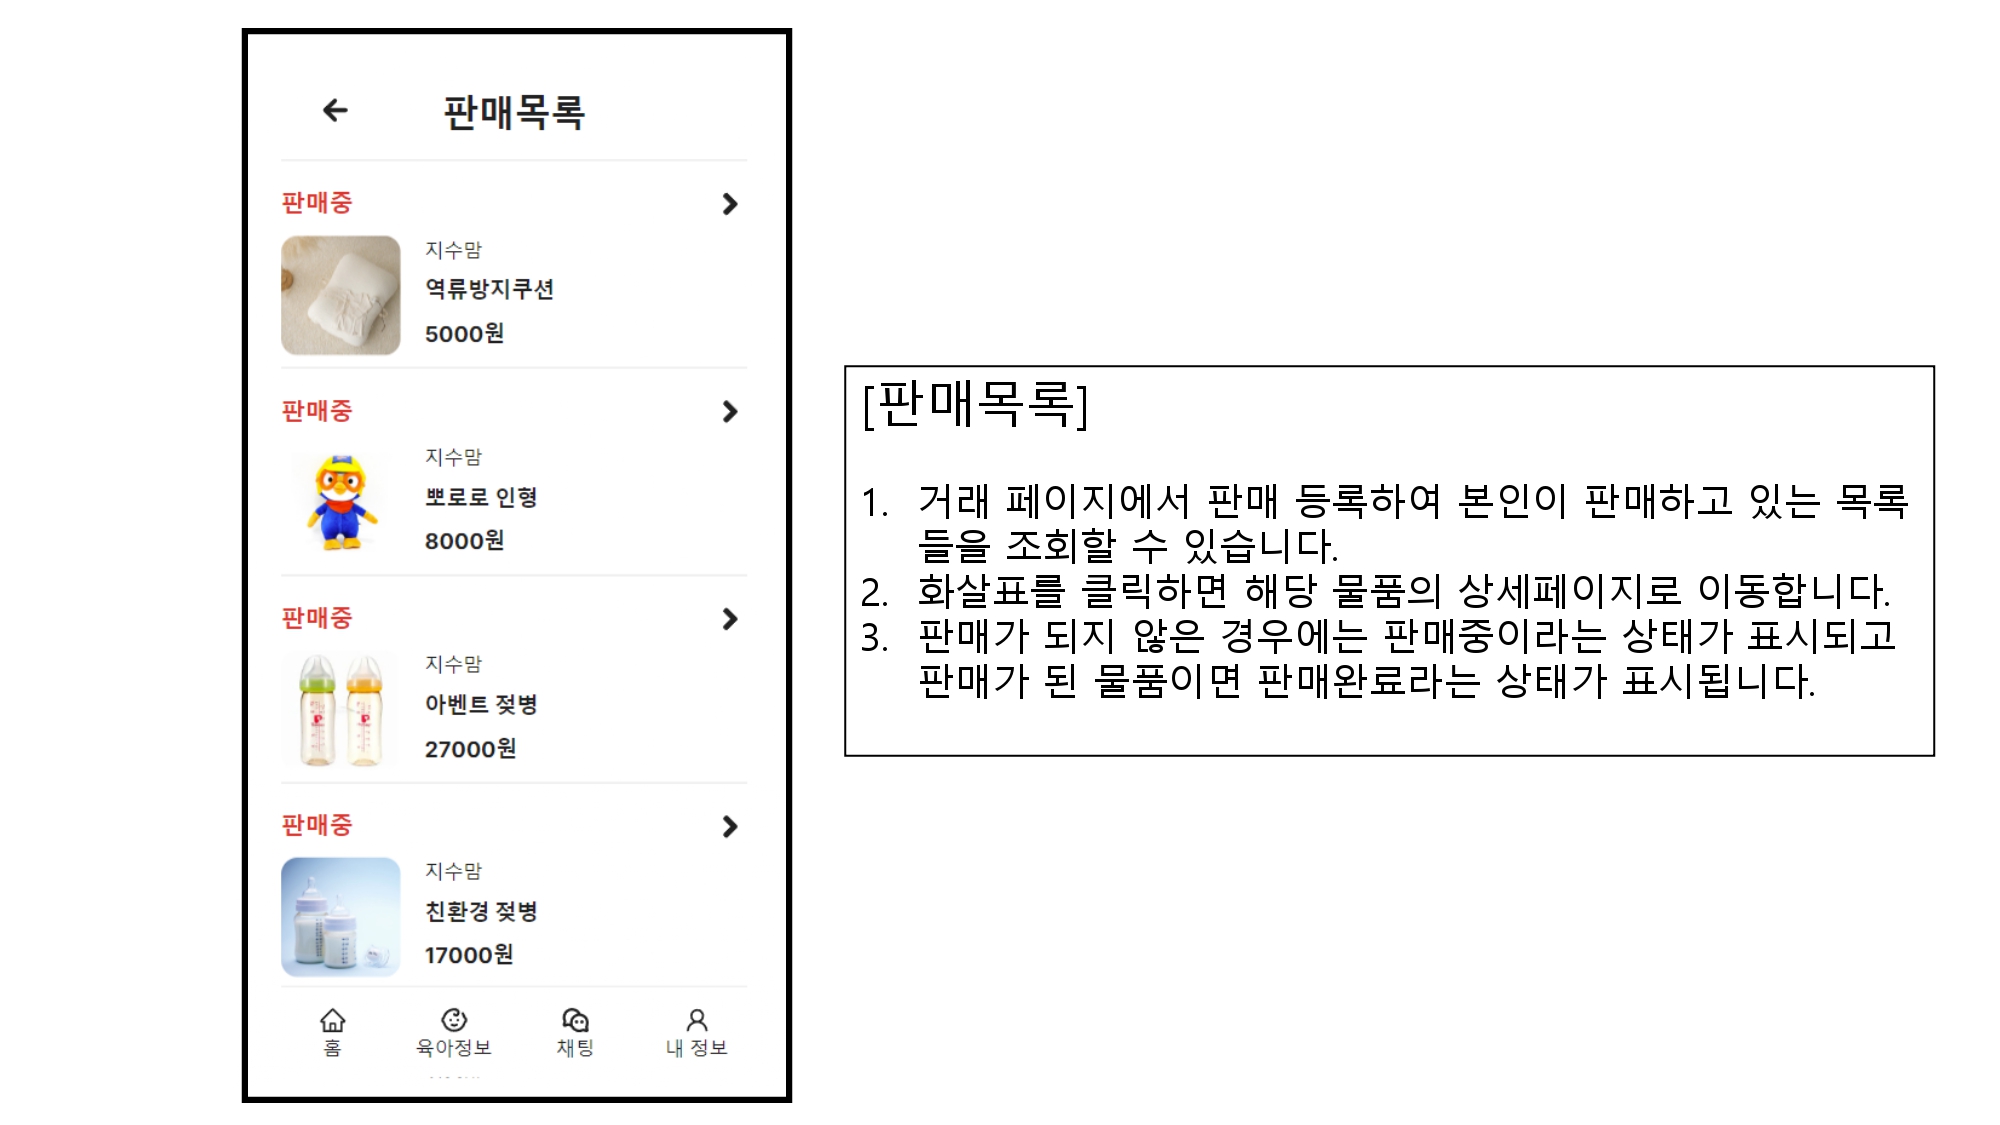 판매목록
판매중
지수맘
역류방지쿠션
5000원
판매중
지수맘
뽀로로 인형
8000원
판매중
지수맘
아벤트 젖병
27000원
판매중
지수맘
친환경 젖병
17000원
홈
육아정보
채팅
내 정보
[판매목록]
1. 거래 페이지에서 판매 등록하여 본인이 판매하고 있는 목록
들을 조회할 수 있습니다.
2. 화살표를 클릭하면 해당 물품의 상세페이지로 이동합니다.
3. 판매가 되지 않은 경우에는 판매중이라는 상태가 표시되고
판매가 된 물품이면 판매완료라는 상태가 표시됩니다.